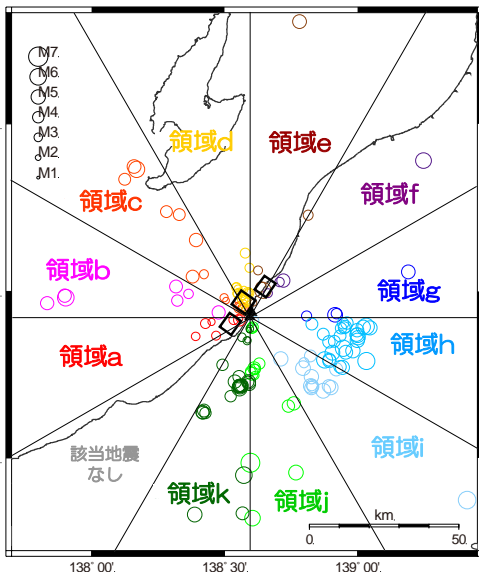 M7.
M6.
M5.
M4.
M3.
M2.
M1.
領域d
領域e
領域c
領域f
領域b
領域g
領域a
領域h
該当地震
なし
領域i
領域k
領域j
km.
0.
50.
138° 00'.
138° 30'.
139° 00'.